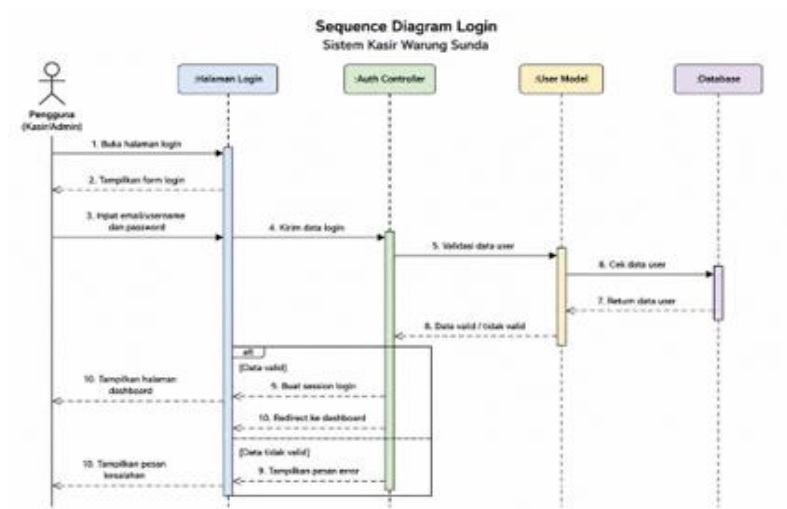 Sequence Diagram Login
Sistem Kasir Warung Sunda
:Halaman Login
:Auth Controller
:User Model
:Database
Pengguna
(Kasir/Admin)
1. Buka halaman login
2. Tampilkan form login
3. Input email/username
dan password
4. Kirim data login
5. Validasi data user
6. Cek data user
7. Return data user
8. Data valid / tidak valid
alt
[Data valid]
10. Tampilkan halaman
dashboard
9. Buat session login
10. Redirect ke dashboard
[Data tidak valid]
10. Tampilkan pesan
kesalahan
9. Tampilkan pesan error